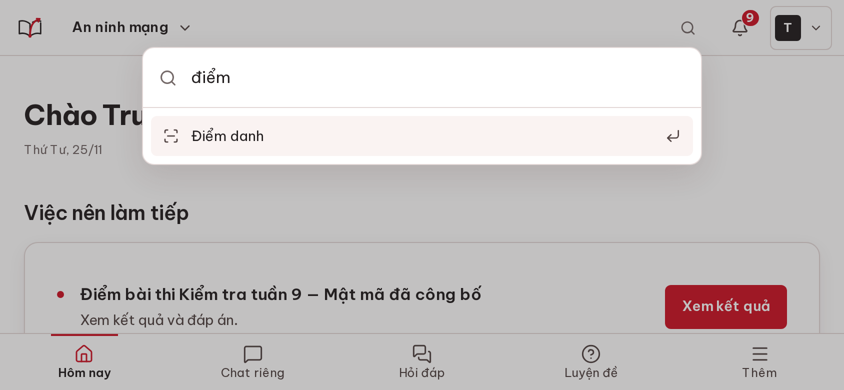 An ninh mạng
9
T
điểm
Điểm danh
Chào Tru
Thứ Tư, 25/11
Việc nên làm tiếp
Điểm bài thi Kiểm tra tuần 9 — Mật mã đã công bố
Xem kết quả và đáp án.
Xem kết quả
Hôm nay
Chat riêng
Hỏi đáp
Luyện đề
Thêm